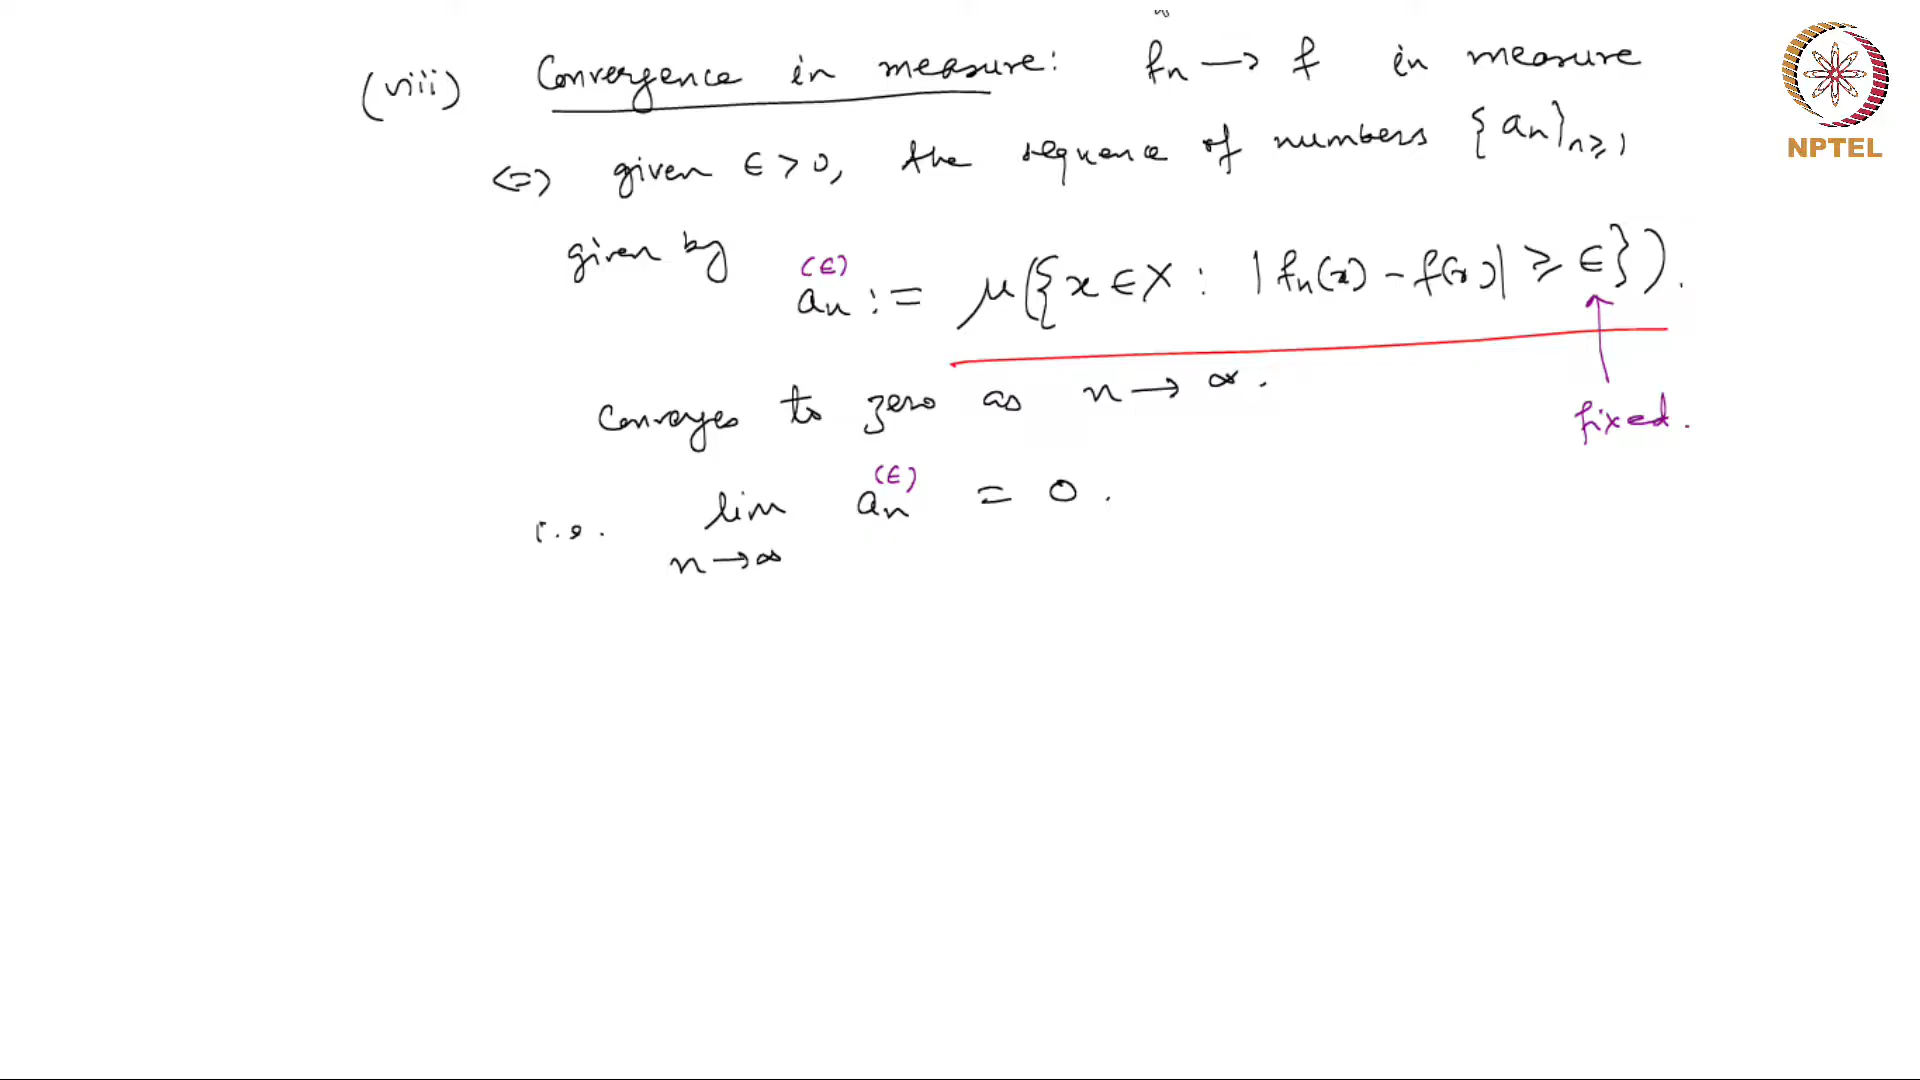 (viii) Convergence in measure: fn → f in measure
⇔ given ϵ > 0, the sequence of numbers {an}n≥1
given by an(ϵ) := μ({x ∈ X : |fn(x) - f(x)| ≥ ϵ}).
fixed.
Converges to zero as n → ∞.
i.e. lim n→∞ an(ϵ) = 0.
NPTEL